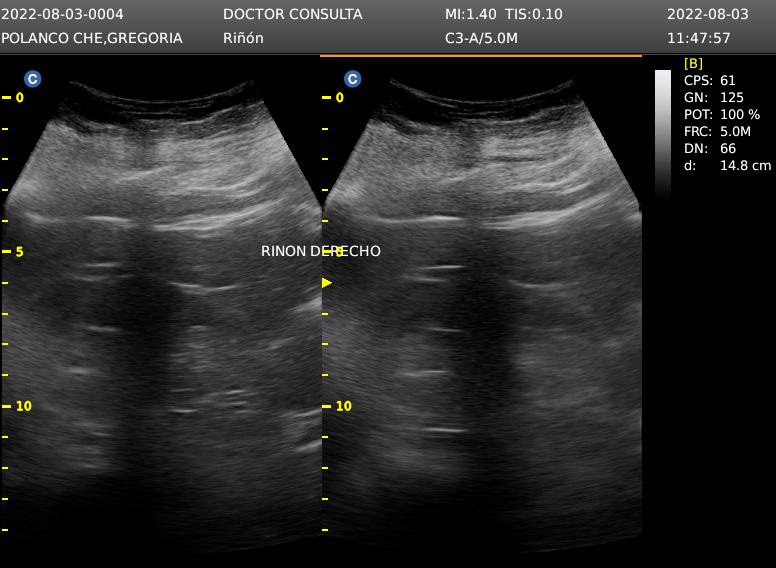 2022-08-03-0004 DOCTOR CONSULTA MI:1.40 TIS:0.10 2022-08-03
POLANCO CHE,GREGORIA Riñón C3-A/5.0M 11:47:57
C C [B]
0 0 CPS: 61
GN: 125
POT: 100 %
FRC: 5.0M
DN: 66
d: 14.8 cm
5 RINON DERECHO 5
10 10